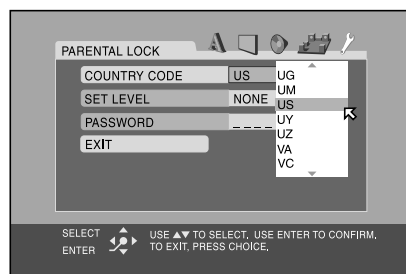 PARENTAL LOCK
COUNTRY CODE US
SET LEVEL NONE
PASSWORD _ _ _ _
EXIT
UG
UM
US
UY
UZ
VA
VC
SELECT
ENTER
USE ▲▼ TO SELECT, USE ENTER TO CONFIRM.
TO EXIT, PRESS CHOICE.